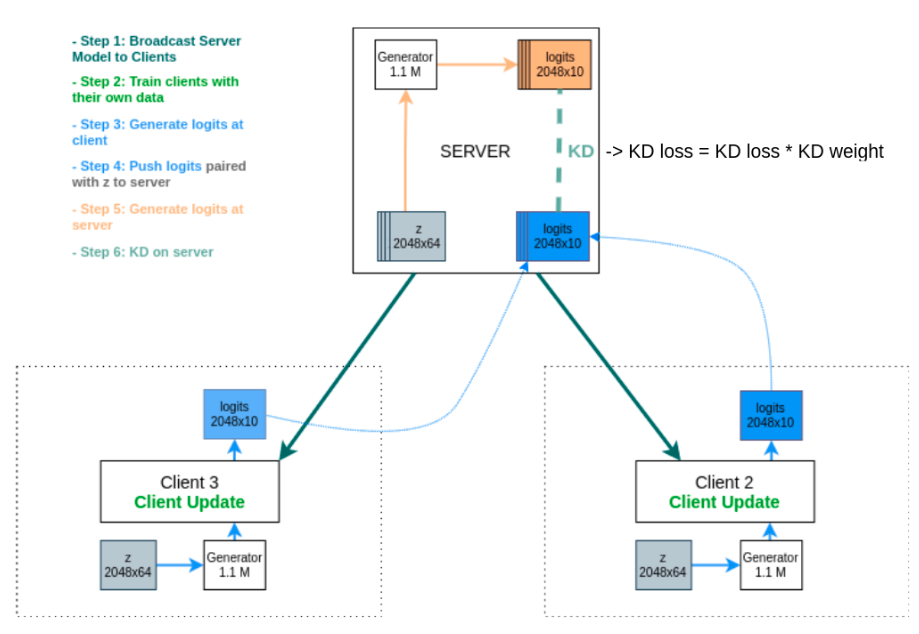 - Step 1: Broadcast Server
Model to Clients
- Step 2: Train clients with
their own data
- Step 3: Generate logits at
client
- Step 4: Push logits paired
with z to server
- Step 5: Generate logits at
server
- Step 6: KD on server
Generator
1.1 M
logits
2048x10
SERVER
KD
-> KD loss = KD loss * KD weight
z
2048x64
logits
2048x10
logits
2048x10
Client 3
Client Update
z
2048x64
Generator
1.1 M
logits
2048x10
Client 2
Client Update
z
2048x64
Generator
1.1 M